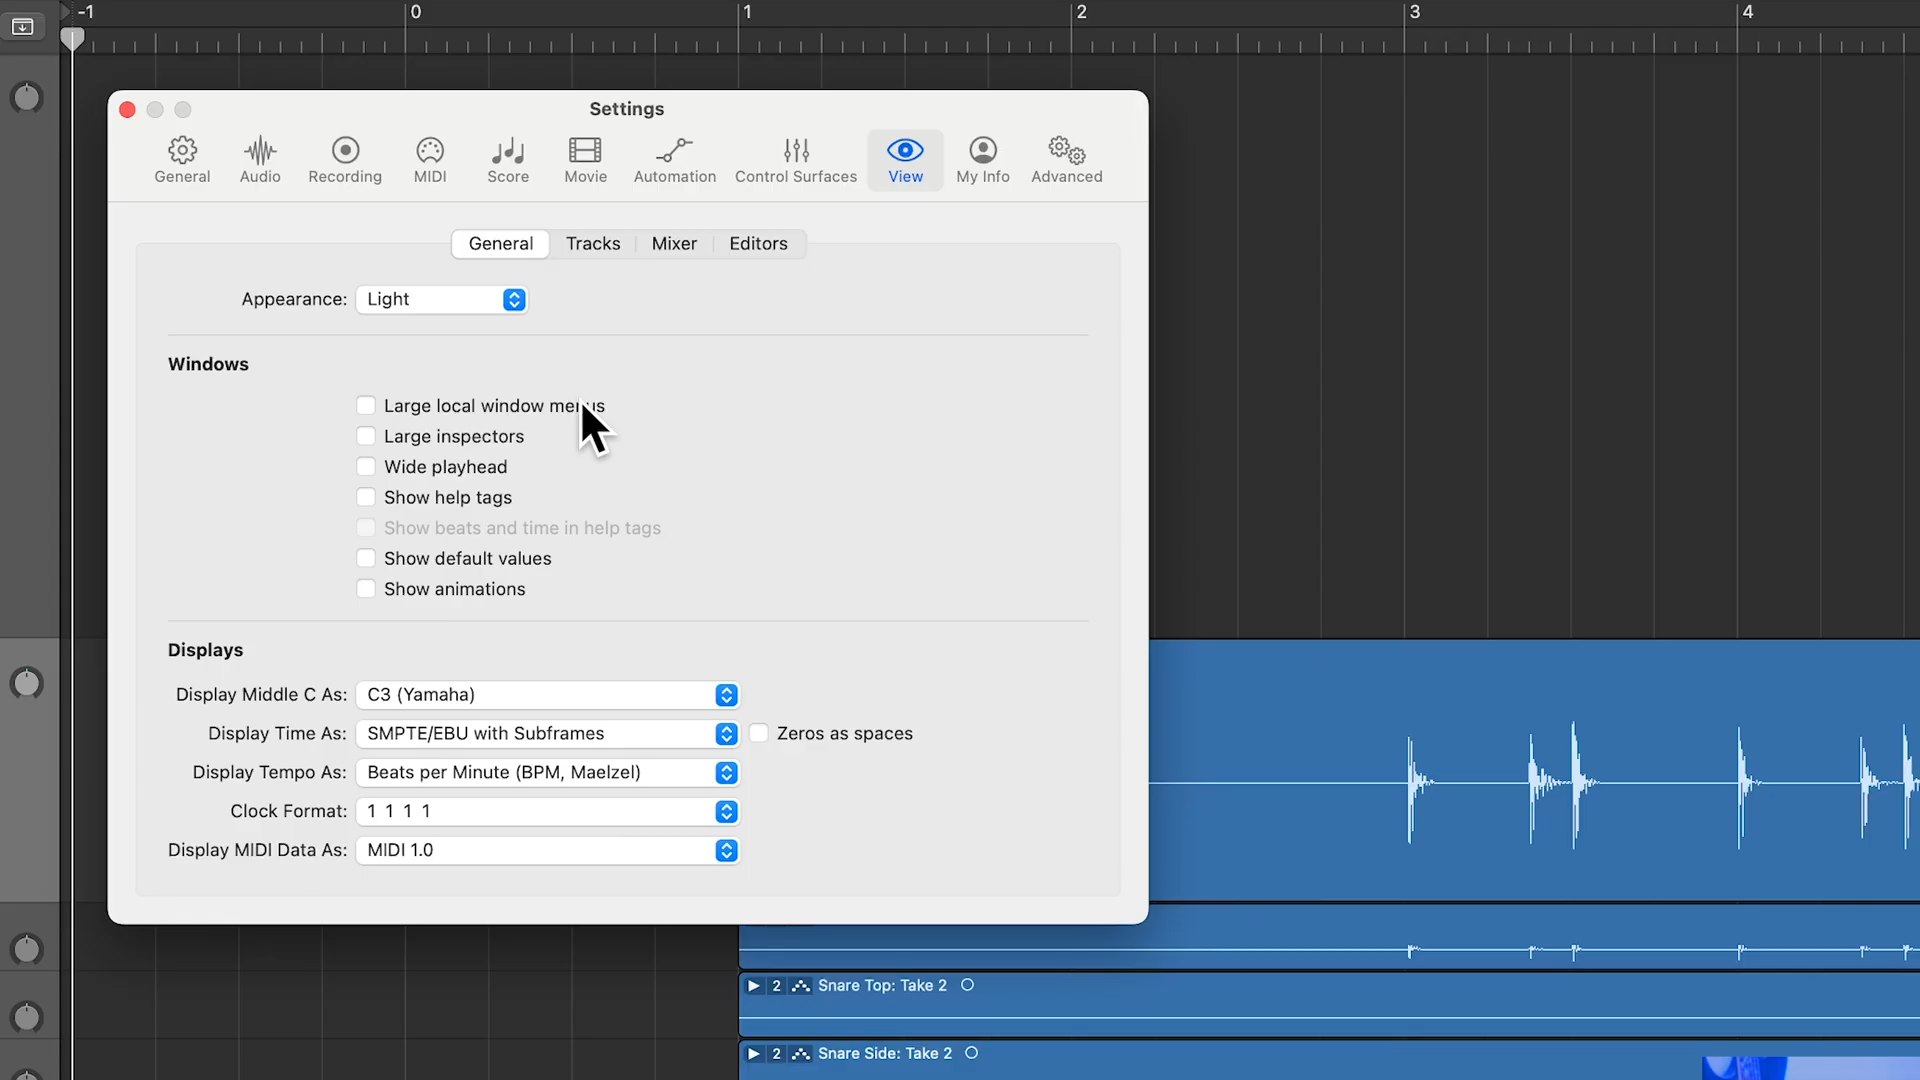 -1 0 1 2 3 4
Settings
General Audio Recording MIDI Score Movie Automation Control Surfaces View My Info Advanced
General Tracks Mixer Editors
Appearance: Light
Windows
Large local window menus
Large inspectors
Wide playhead
Show help tags
Show beats and time in help tags
Show default values
Show animations
Displays
Display Middle C As: C3 (Yamaha)
Display Time As: SMPTE/EBU with Subframes Zeros as spaces
Display Tempo As: Beats per Minute (BPM, Maelzel)
Clock Format: 1 1 1 1
Display MIDI Data As: MIDI 1.0
2 Snare Top: Take 2
2 Snare Side: Take 2